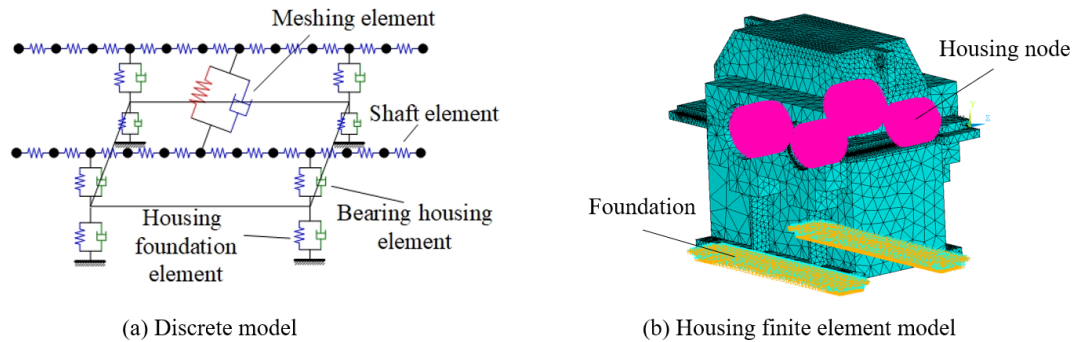 Meshing element
Shaft element
Housing
foundation
element
Bearing housing
element
(a) Discrete model
Housing node
Y
Z
Foundation
(b) Housing finite element model